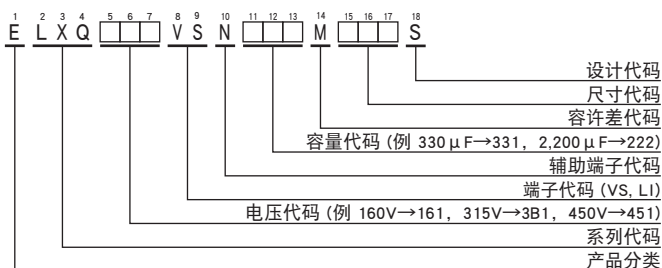 1 2 3 4 5 6 7 8 9 10 11 12 13 14 15 16 17 18
E L X Q □□□ V S N □□□ M □□□ S
设计代码
尺寸代码
容许差代码
容量代码 (例 330μF→331, 2,200μF→222)
辅助端子代码
端子代码 (VS, LI)
电压代码 (例 160V→161, 315V→3B1, 450V→451)
系列代码
产品分类